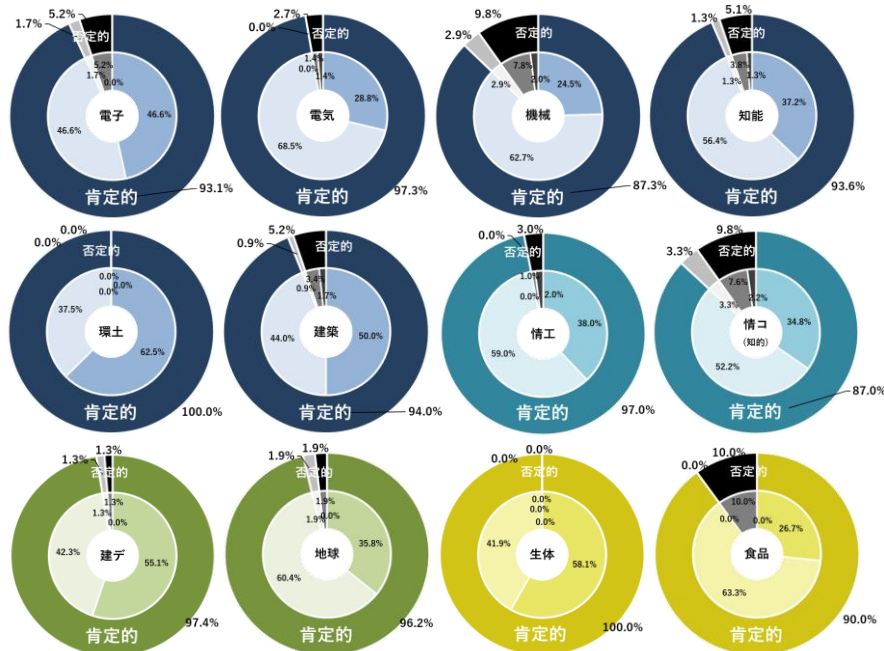 5.2%
1.7%
否定的
5.2%
1.7%
0.0%
46.6%
電子
46.6%
肯定的
93.1%
2.7%
0.0%
否定的
1.4%
0.0%
1.4%
28.8%
電気
68.5%
肯定的
97.3%
9.8%
2.9%
否定的
7.8%
2.9%
2.0%
24.5%
機械
62.7%
肯定的
87.3%
5.1%
1.3%
否定的
3.8%
1.3%
1.3%
37.2%
知能
56.4%
肯定的
93.6%
0.0%
0.0%
否定的
0.0%
0.0%
0.0%
37.5%
環土
62.5%
肯定的
100.0%
5.2%
0.9%
否定的
3.4%
0.9%
1.7%
44.0%
建築
50.0%
肯定的
94.0%
3.0%
0.0%
否定的
1.0%
0.0%
2.0%
38.0%
情工
59.0%
肯定的
97.0%
9.8%
3.3%
否定的
7.6%
3.3%
2.2%
34.8%
情コ
(知的)
52.2%
肯定的
87.0%
1.3%
1.3%
否定的
1.3%
1.3%
0.0%
42.3%
建デ
55.1%
肯定的
97.4%
1.9%
1.9%
否定的
1.9%
1.9%
0.0%
35.8%
地球
60.4%
肯定的
96.2%
0.0%
0.0%
否定的
0.0%
0.0%
0.0%
41.9%
生体
58.1%
肯定的
100.0%
10.0%
0.0%
否定的
10.0%
0.0%
0.0%
26.7%
食品
63.3%
肯定的
90.0%